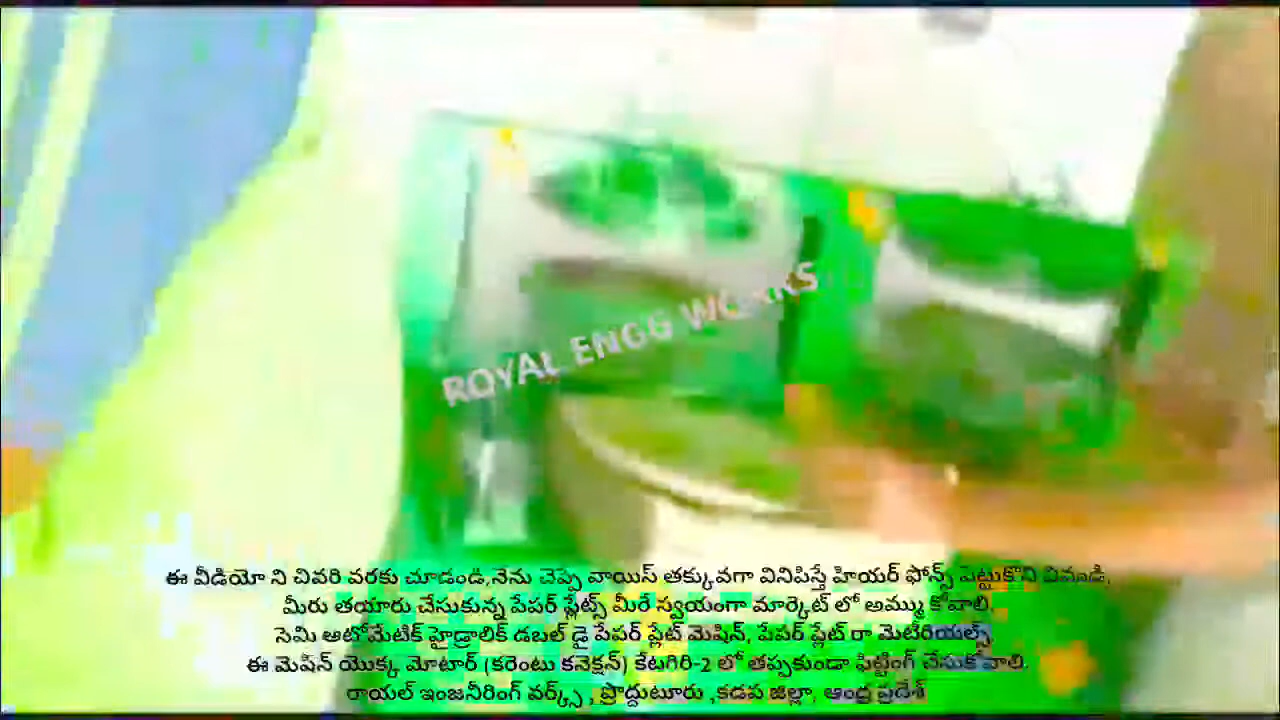 ROYAL ENGG WORKS
ఈ వీడియో ని చివరి వరకు చూడండి,నేను చెప్పే వాయిస్ తక్కువగా వినిపిస్తే హియర్ ఫోన్స్ పెట్టుకొని వినండి,
మీరు తయారు చేసుకున్న పేపర్ ప్లేట్స్ మీరే స్వయంగా మార్కెట్ లో అమ్ము కోవాలి,
సెమి ఆటోమేటిక్ హైడ్రాలిక్ డబల్ డై పేపర్ ప్లేట్ మెషిన్, పేపర్ ప్లేట్ రా మెటీరియల్స్,
ఈ మెషీన్ యొక్క మోటార్ (కరెంటు కనెక్షన్) కేటగిరి-2 లో తప్పకుండా ఫిట్టింగ్ చేసుకోవాలి.
రాయల్ ఇంజనీరింగ్ వర్క్స్ , ప్రొద్దుటూరు ,కడప జిల్లా, ఆంధ్ర ప్రదేశ్